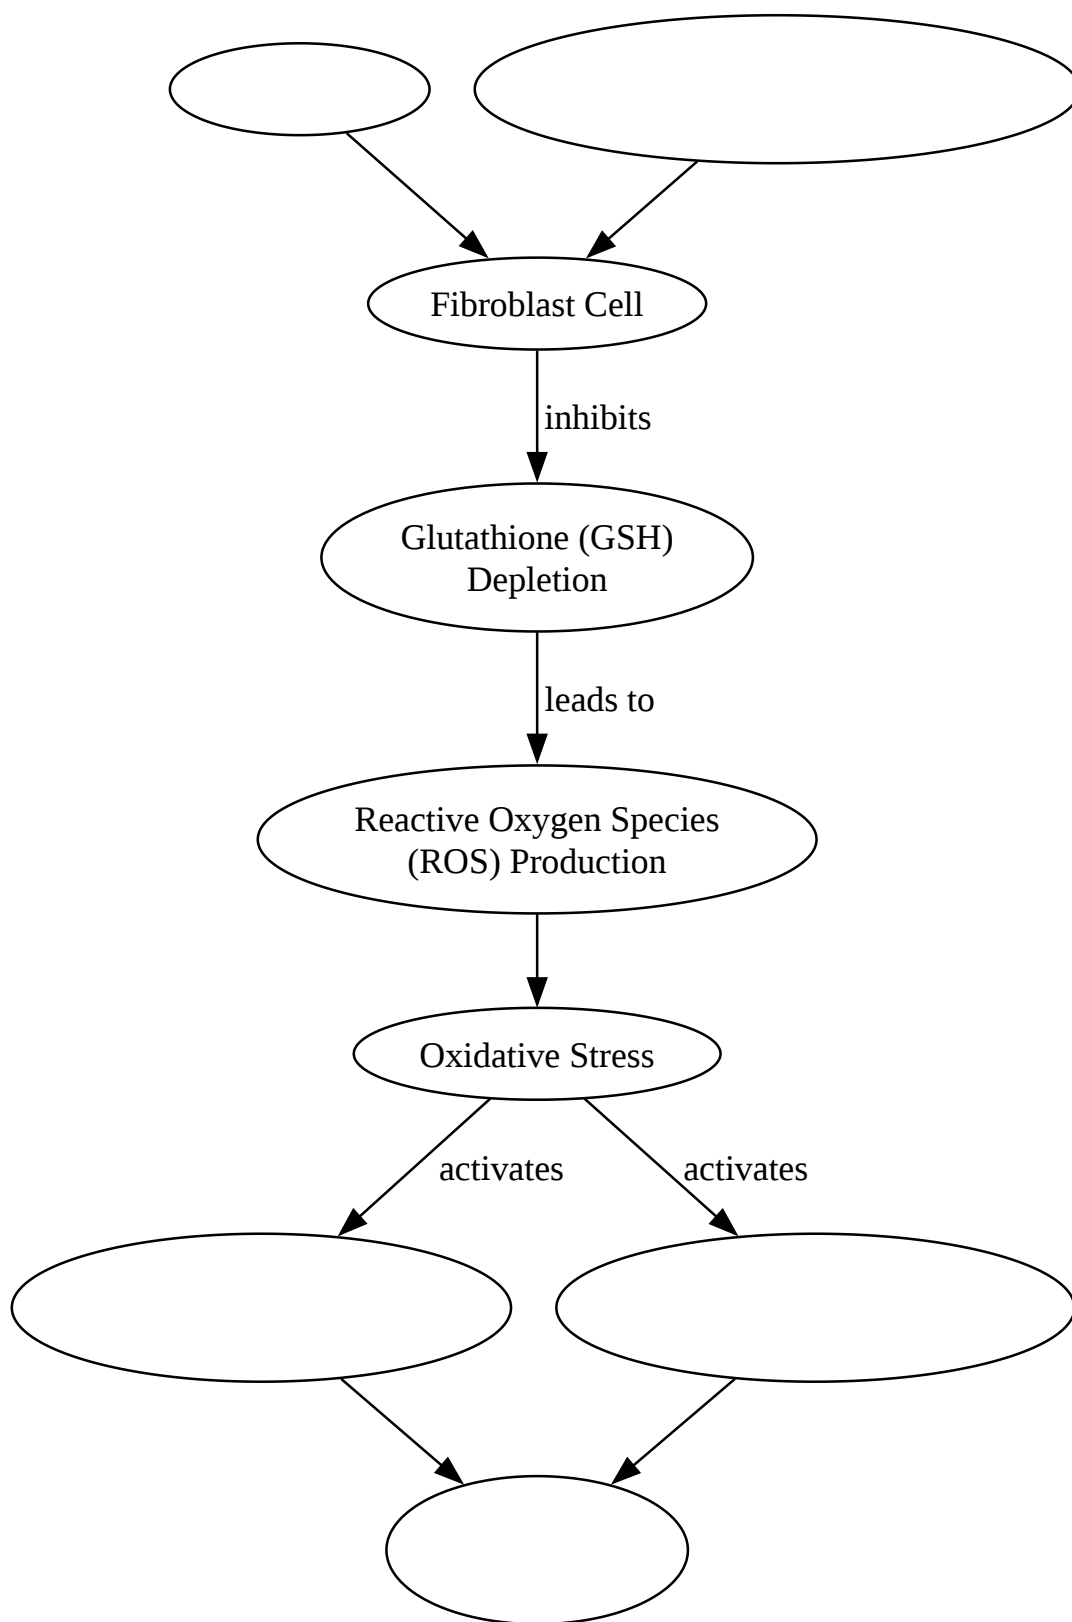 Fibroblast Cell
inhibits
Glutathione (GSH)
Depletion
leads to
Reactive Oxygen Species
(ROS) Production
Oxidative Stress
activates
activates